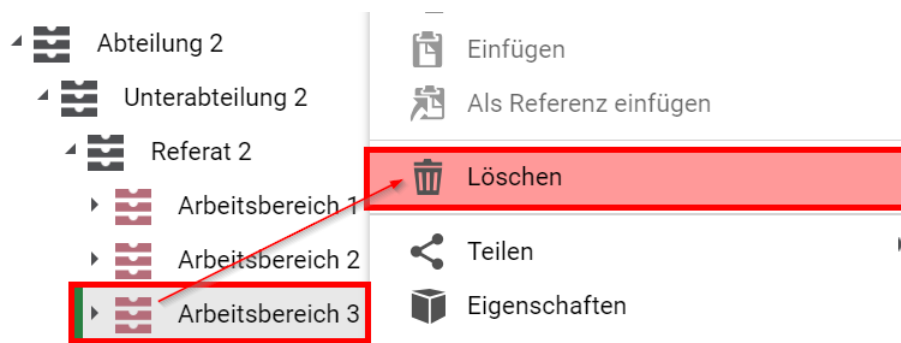 Abteilung 2
Unterabteilung 2
Referat 2
Arbeitsbereich 1
Arbeitsbereich 2
Arbeitsbereich 3
Einfügen
Als Referenz einfügen
Löschen
Teilen
Eigenschaften